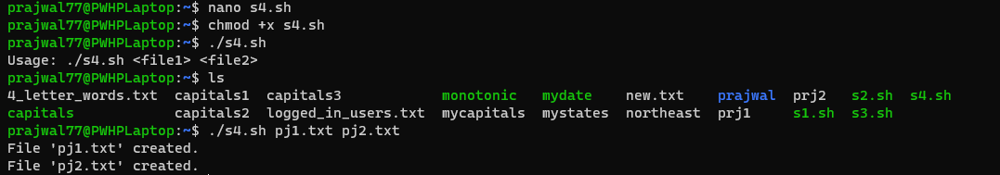 prajwal77@PWHPLaptop:~$ nano s4.sh
prajwal77@PWHPLaptop:~$ chmod +x s4.sh
prajwal77@PWHPLaptop:~$ ./s4.sh
Usage: ./s4.sh <file1> <file2>
prajwal77@PWHPLaptop:~$ ls
4_letter_words.txt  capitals1  capitals3            monotonic   mydate    new.txt    prajwal  prj2   s2.sh  s4.sh
capitals            capitals2  logged_in_users.txt  mycapitals  mystates  northeast  prj1     s1.sh  s3.sh
prajwal77@PWHPLaptop:~$ ./s4.sh pj1.txt pj2.txt
File 'pj1.txt' created.
File 'pj2.txt' created.